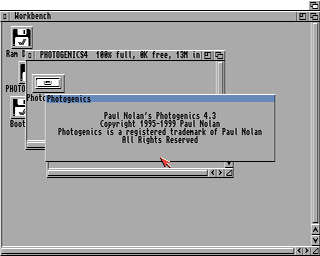 Workbench
Ram D
PHOTOGENICS4 100% full, 0K free, 13M in
PHOTO
Photo
Boot
Photogenics
Paul Nolan's Photogenics 4.3
Copyright 1995-1999 Paul Nolan
Photogenics is a registered trademark of Paul Nolan
All Rights Reserved